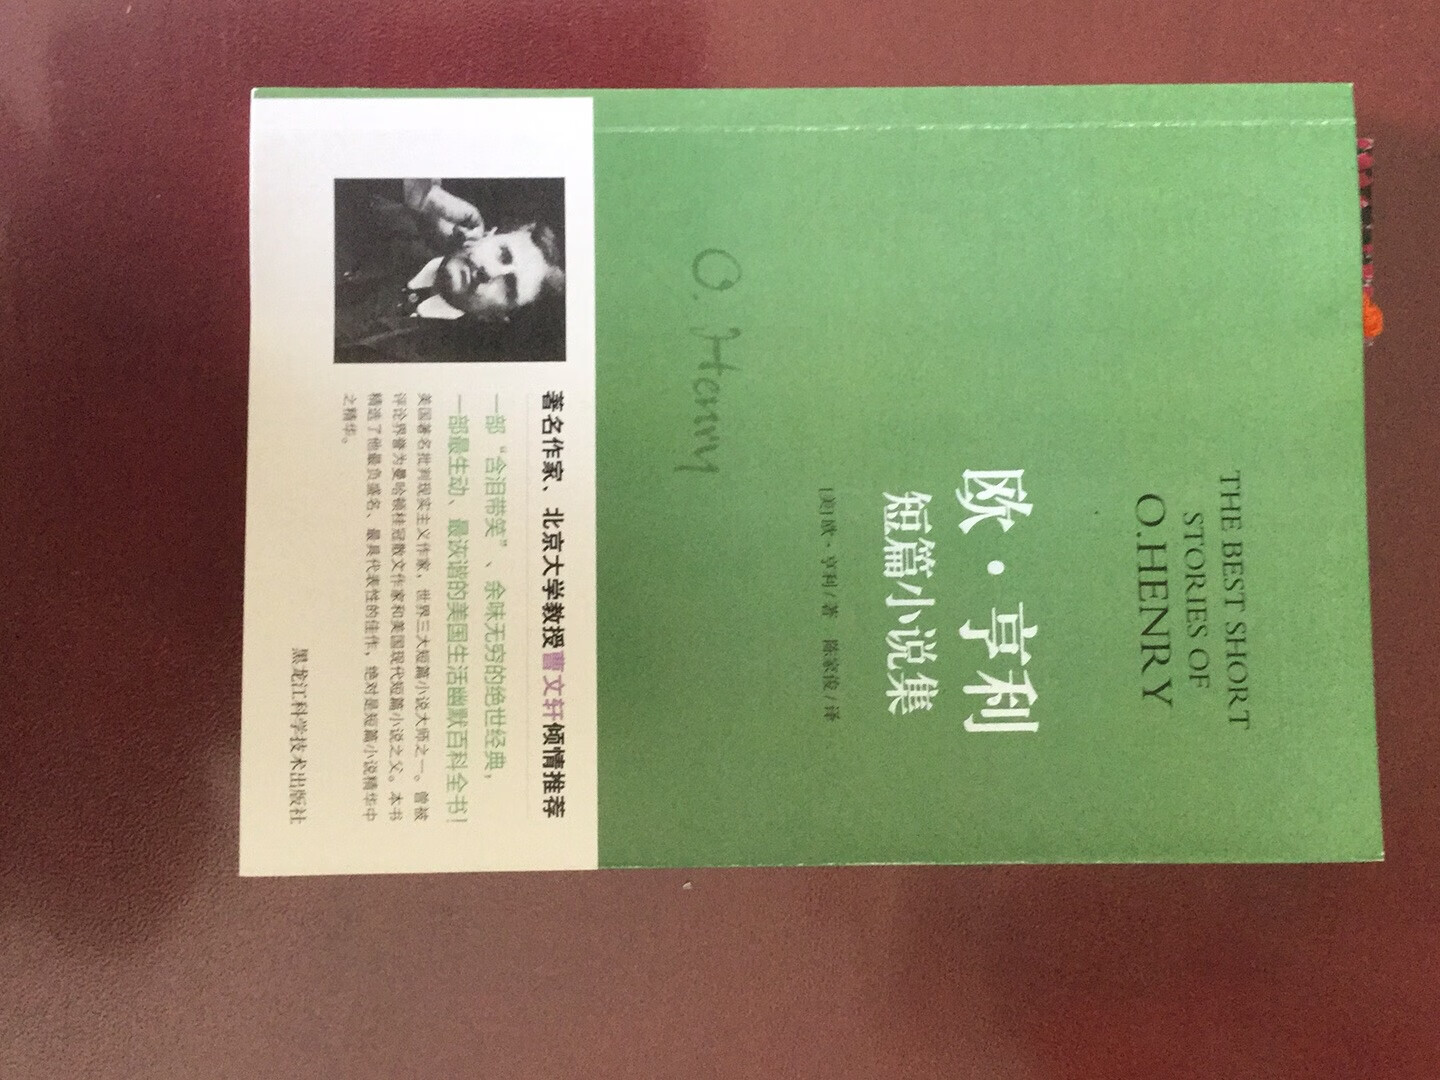 THE BEST SHORT
STORIES OF
O.HENRY
欧·亨利
短篇小说集
[美]欧·亨利/著 陈家俊/译
O. Henry
著名作家、北京大学教授曹文轩倾情推荐
一部“含泪带笑”、余味无穷的绝世经典，
一部最生动、最诙谐的美国生活幽默百科全书！
美国著名批判现实主义作家，世界三大短篇小说大师之一。曾被
评论界誉为曼哈顿桂冠散文作家和美国现代短篇小说之父。本书
精选了他最负盛名、最具代表性的佳作，绝对是短篇小说精华中
之精华。
黑龙江科学技术出版社